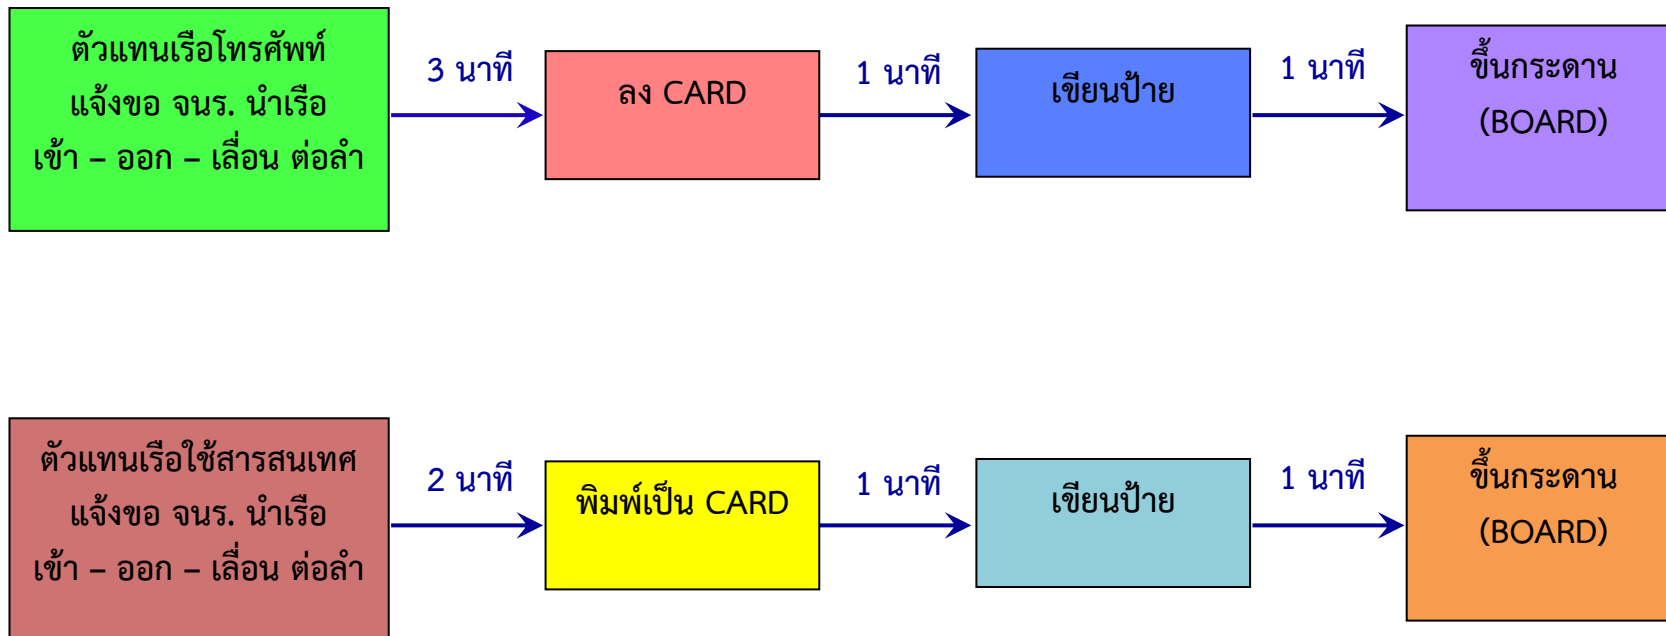 ตัวแทนเรือโทรศัพท์
แจ้งขอ จนร. นำเรือ
เข้า – ออก – เลื่อน ต่อลำ
3 นาที
ลง CARD
1 นาที
เขียนป้าย
1 นาที
ขึ้นกระดาน
(BOARD)
ตัวแทนเรือใช้สารสนเทศ
แจ้งขอ จนร. นำเรือ
เข้า – ออก – เลื่อน ต่อลำ
2 นาที
พิมพ์เป็น CARD
1 นาที
เขียนป้าย
1 นาที
ขึ้นกระดาน
(BOARD)